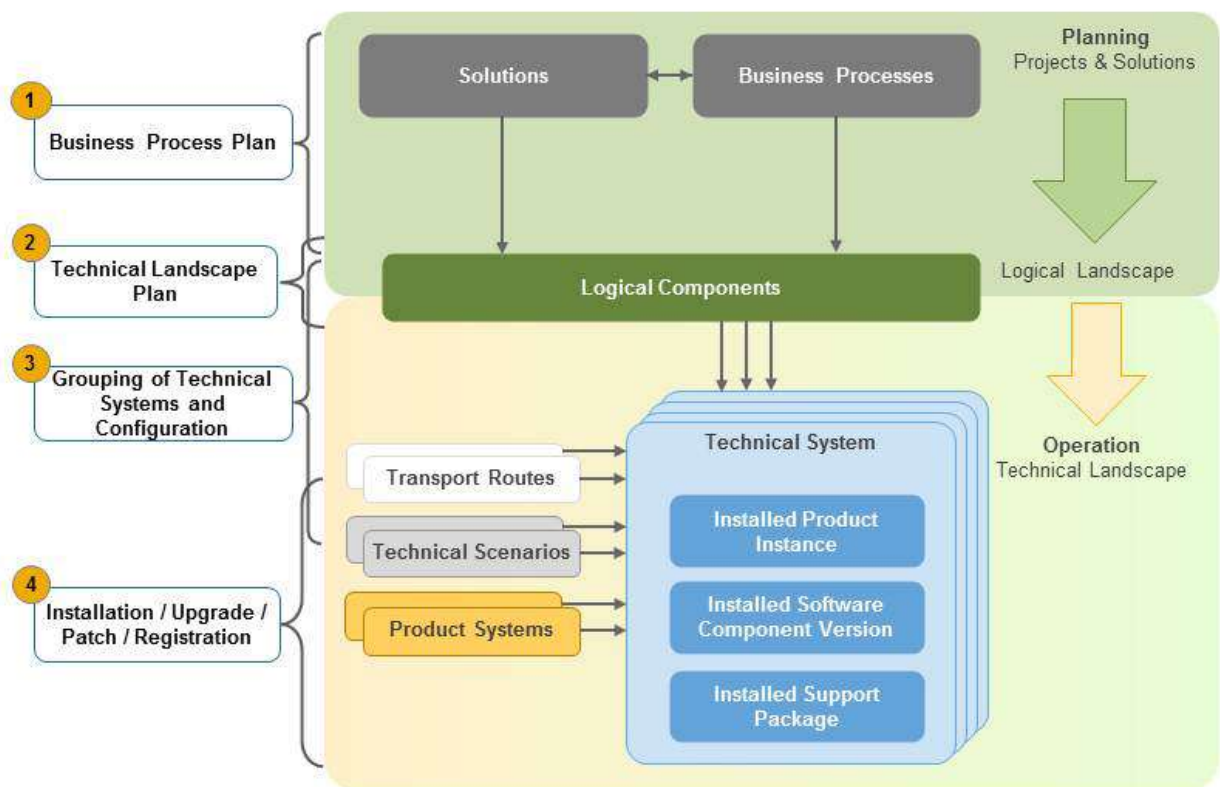 1
Business Process Plan
2
Technical Landscape
Plan
3
Grouping of Technical
Systems and
Configuration
4
Installation / Upgrade /
Patch / Registration
Solutions
Business Processes
Planning
Projects & Solutions
Logical Components
Logical Landscape
Transport Routes
Technical Scenarios
Product Systems
Technical System
Installed Product
Instance
Installed Software
Component Version
Installed Support
Package
Operation
Technical Landscape